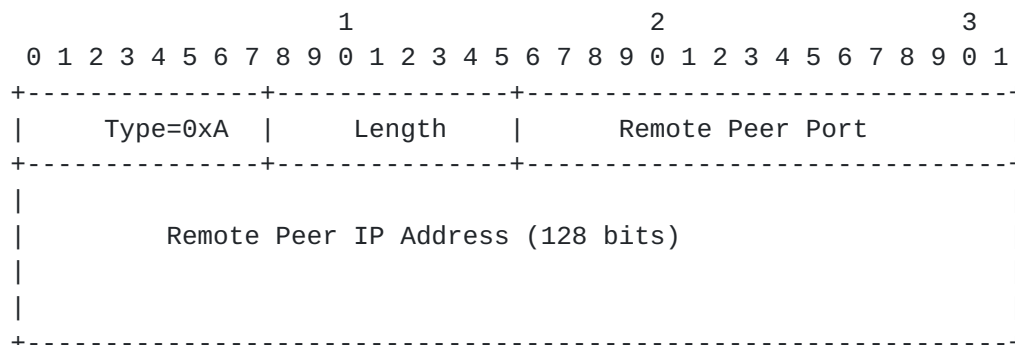 1                   2                   3
 0 1 2 3 4 5 6 7 8 9 0 1 2 3 4 5 6 7 8 9 0 1 2 3 4 5 6 7 8 9 0 1
+---------------+---------------+-------------------------------+
|     Type=0xA  |     Length    |      Remote Peer Port
+---------------+---------------+-------------------------------+
|
|         Remote Peer IP Address (128 bits)
|
|
+---------------------------------------------------------------+